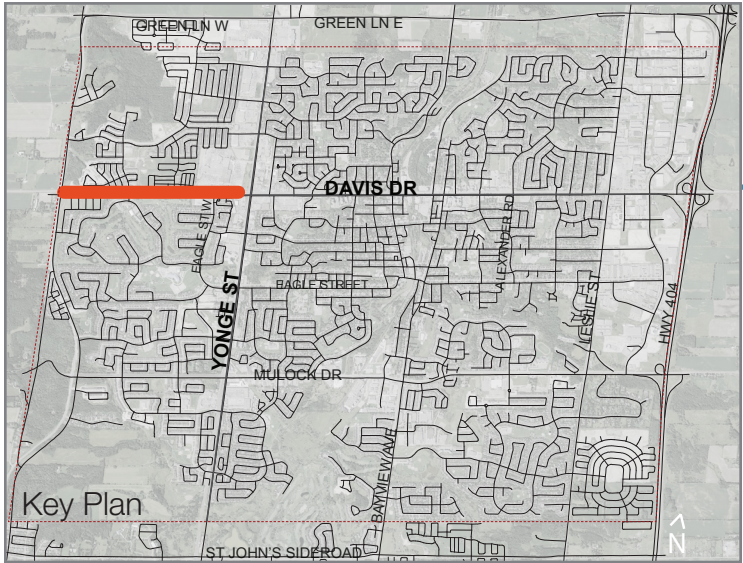 GREEN LN W
GREEN LN E
DAVIS DR
EAGLE ST W
ALEXANDER RD
YONGE ST
EAGLE STREET
LESLIE ST
HWY 404
MULOCK DR
BAYVIEW AVE
Key Plan
N
ST JOHN'S SIDEROAD